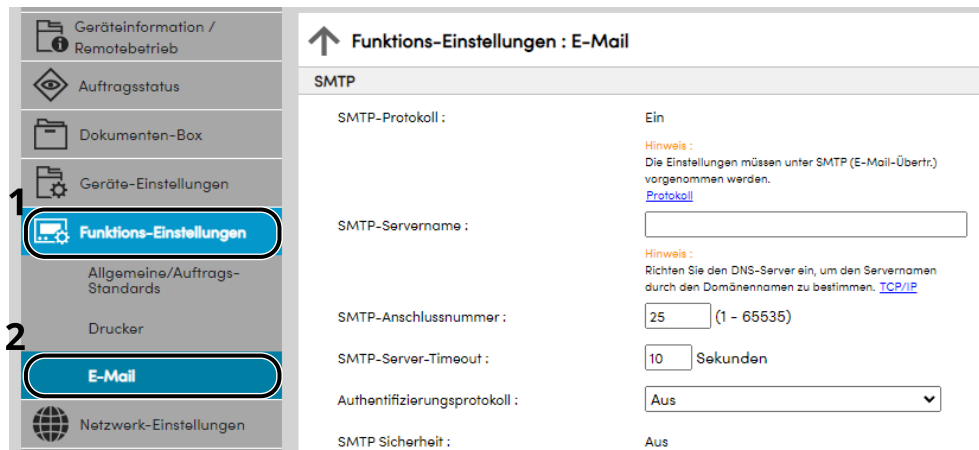 Geräteinformation /
Remotebetrieb
Auftragsstatus
Dokumenten-Box
Geräte-Einstellungen
1
Funktions-Einstellungen
Allgemeine/Auftrags-
Standards
Drucker
2
E-Mail
Netzwerk-Einstellungen
Funktions-Einstellungen : E-Mail
SMTP
SMTP-Protokoll :
Ein
Hinweis :
Die Einstellungen müssen unter SMTP (E-Mail-Übertr.)
vorgenommen werden.
Protokoll
SMTP-Servername :
Hinweis :
Richten Sie den DNS-Server ein, um den Servernamen
durch den Domänennamen zu bestimmen. TCP/IP
SMTP-Anschlussnummer :
25 (1 - 65535)
SMTP-Server-Timeout :
10 Sekunden
Authentifizierungsprotokoll :
Aus
SMTP Sicherheit :
Aus